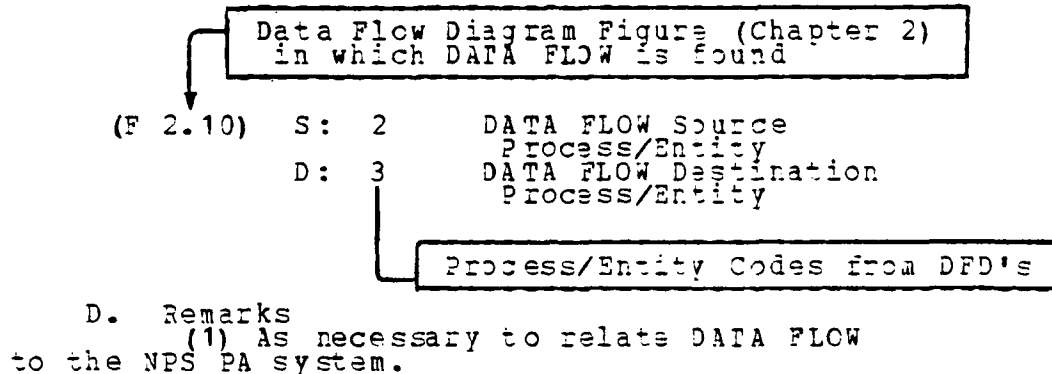 Data Flow Diagram Figure (Chapter 2)
in which DATA FLOW is found
(F 2.10) S: 2 DATA FLOW Source
Process/Entity
D: 3 DATA FLOW Destination
Process/Entity
Process/Entity Codes from DFD's
D. Remarks
(1) As necessary to relate DATA FLOW
to the NPS PA system.